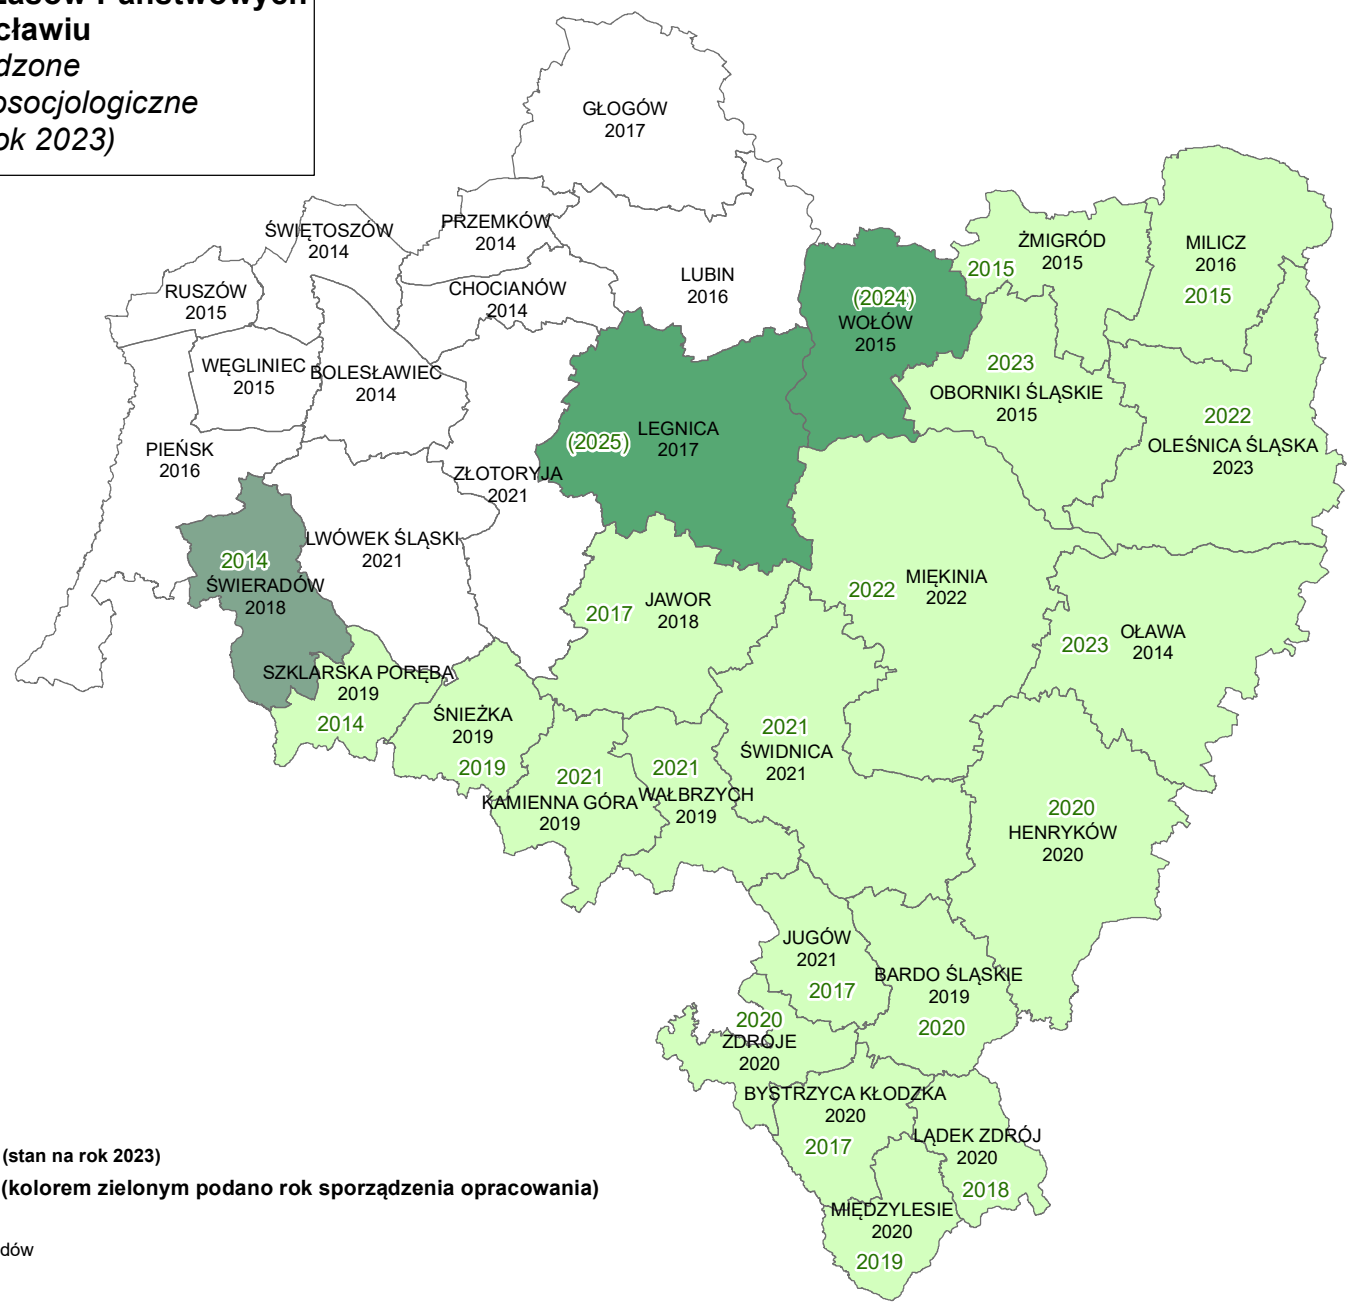 cławiu
dzone
ok 2023)
GŁOGÓW
2017
ŚWIĘTOSZÓW
2014
PRZEMKÓW
2014
RUSZÓW
2015
CHOCIANÓW
2014
LUBIN
2016
(2024)
WOŁÓW
2015
ŻMIGRÓD
2015
2015
MILICZ
2016
2015
WĘGLINIEC
2015
BOLESŁAWIEC
2014
2023
OBORNIKI ŚLĄSKIE
2015
2022
OLEŚNICA ŚLĄSKA
2023
PIEŃSK
2016
ZŁOTORYJA
2021
(2025)
LEGNICA
2017
LWÓWEK ŚLĄSKI
2021
2014
ŚWIERADÓW
2018
2017
JAWOR
2018
2022
MIĘKINIA
2022
2023
OŁAWA
2014
SZKLARSKA PORĘBA
2019
2014
ŚNIEŻKA
2019
2019
2021
KAMIENNA GÓRA
2019
2021
WAŁBRZYCH
2019
2021
ŚWIDNICA
2021
2020
HENRYKÓW
2020
JUGÓW
2021
2017
BARDO ŚLĄSKIE
2019
2020
2020
ZDROJE
2020
BYSTRZYCA KŁODZKA
2020
2017
LĄDEK ZDRÓJ
2020
2018
MIĘDZYLESIE
2020
2019
(stan na rok 2023)
(kolorem zielonym podano rok sporządzenia opracowania)
dów